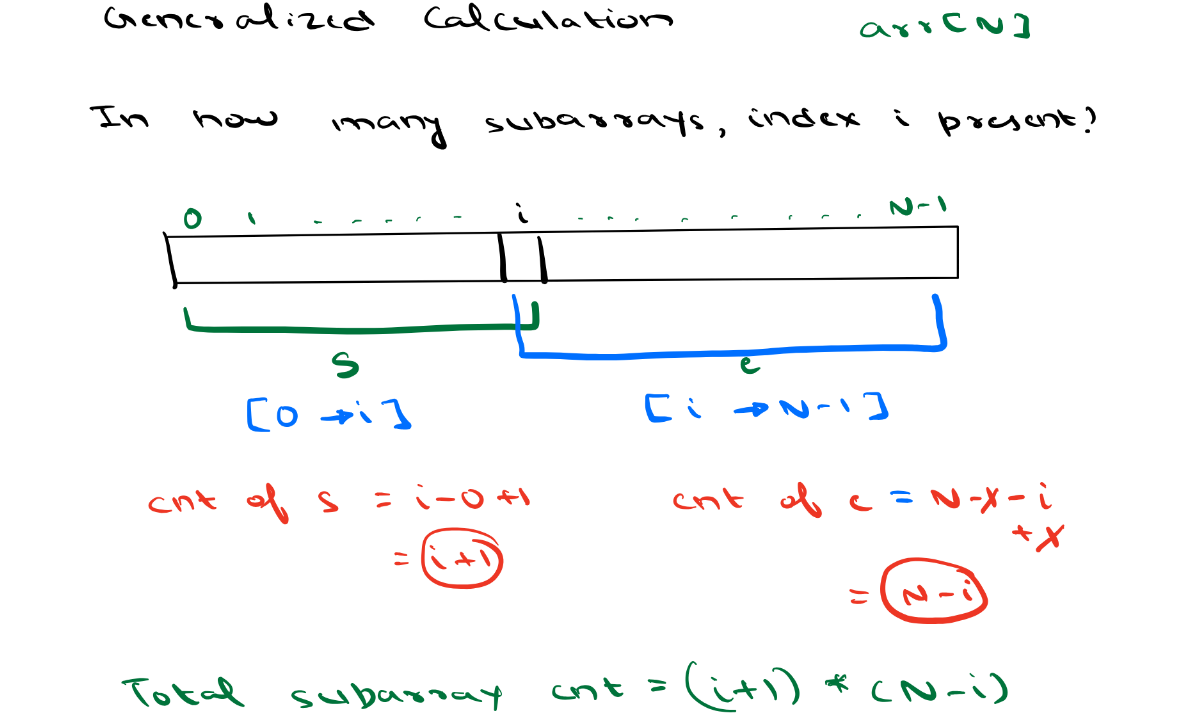 Generalized Calculation arr[N]
In how many subarrays, index i present?
0 1 . . . . . . i . . . . . . . N-1
s e
[0 → i] [i → N-1]
cnt of s = i-0+1 cnt of e = N-1-i
+1
= i+1
= N-i
Total subarray cnt = (i+1) * (N-i)